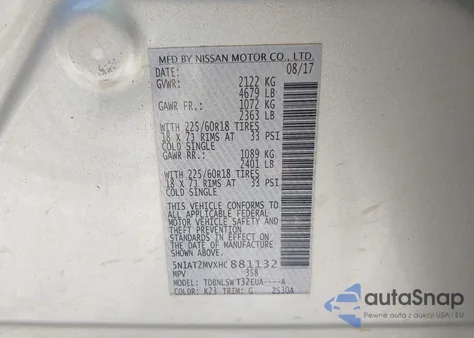 MFD BY NISSAN MOTOR CO., LTD.
DATE: 08/17
GVWR: 2122 KG
4679 LB
GAWR FR.: 1072 KG
2363 LB
WITH 225/60R18 TIRES
18 X 7J RIMS AT 33 PSI
COLD SINGLE
GAWR RR.: 1089 KG
2401 LB
WITH 225/60R18 TIRES
18 X 7J RIMS AT 33 PSI
COLD SINGLE
THIS VEHICLE CONFORMS TO
ALL APPLICABLE FEDERAL
MOTOR VEHICLE SAFETY
AND THEFT PREVENTION
STANDARDS IN EFFECT ON
THE DATE OF MANUFACTURE
SHOWN ABOVE.
5N1AT2MVXHC881132
MPV 358
MODEL: TDBNLSWT32EUA----A
COLOR: K23 TRIM: G 2S30A
autoSnap
Pewne auta z USA i EU